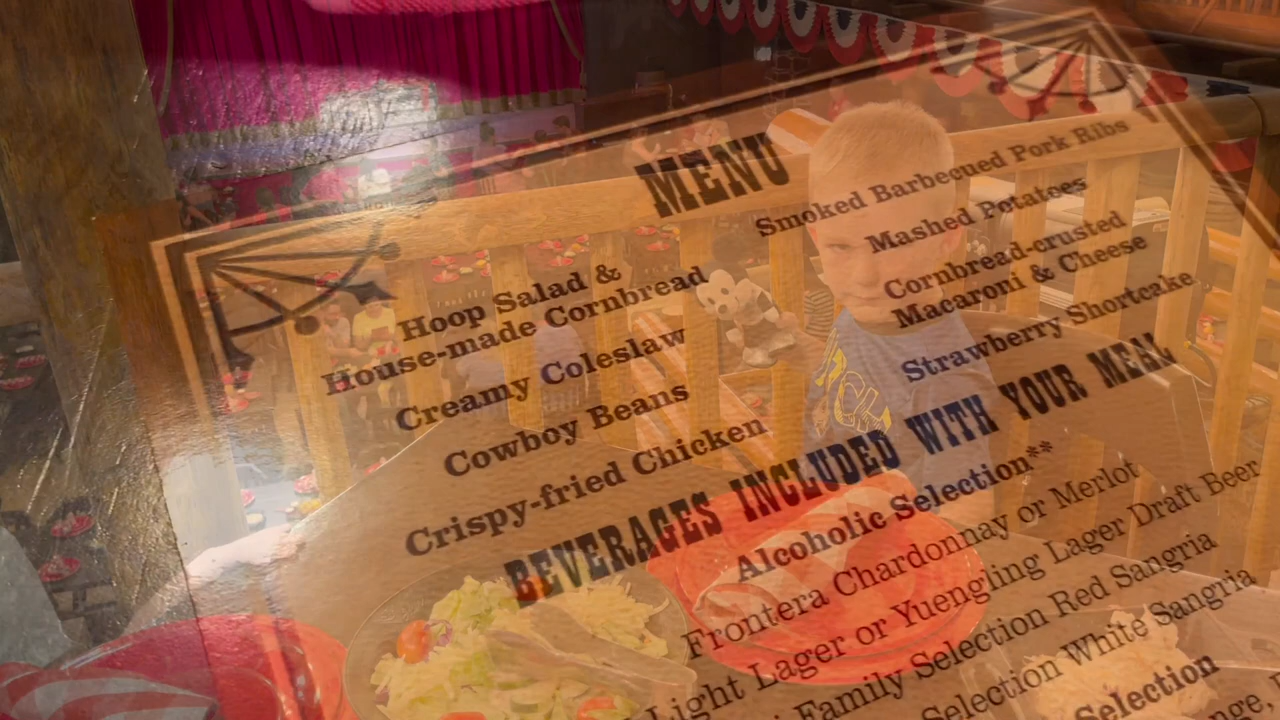 MENU
Hoop Salad &
House-made Cornbread
Creamy Coleslaw
Cowboy Beans
Crispy-fried Chicken
Smoked Barbecued Pork Ribs
Mashed Potatoes
Cornbread-crusted
Macaroni & Cheese
Strawberry Shortcake
BEVERAGES INCLUDED WITH YOUR MEAL
Alcoholic Selection**
Frontera Chardonnay or Merlot
Light Lager or Yuengling Lager Draft Beer
Family Selection Red Sangria
Selection White Sangria
Selection